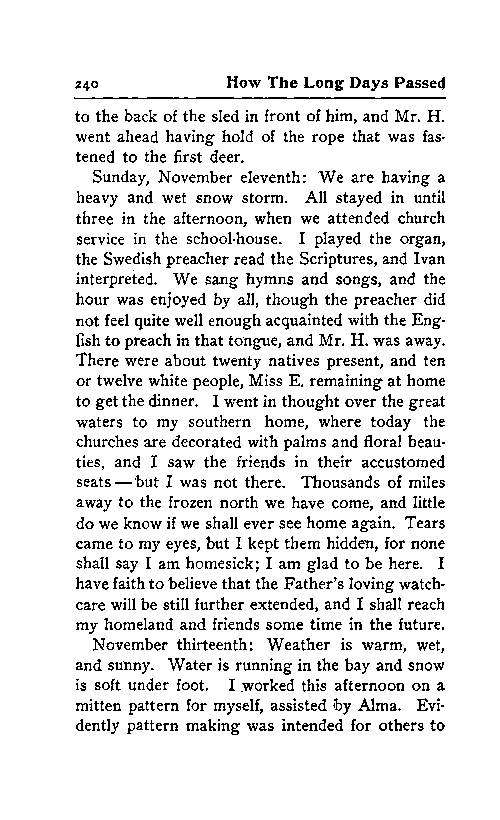 240 How The Long Days Passed
to the back of the sled in front of him, and Mr. H.
went ahead having hold of the rope that was fas-
tened to the first deer.
Sunday, November eleventh: We are having a
heavy and wet snow storm. All stayed in until
three in the afternoon, when we attended church
service in the school-house. I played the organ,
the Swedish preacher read the Scriptures, and Ivan
interpreted. We sang hymns and songs, and the
hour was enjoyed by all, though the preacher did
not feel quite well enough acquainted with the Eng-
lish to preach in that tongue, and Mr. H. was away.
There were about twenty natives present, and ten
or twelve white people, Miss E. remaining at home
to get the dinner. I went in thought over the great
waters to my southern home, where today the
churches are decorated with palms and floral beau-
ties, and I saw the friends in their accustomed
seats — but I was not there. Thousands of miles
away to the frozen north we have come, and little
do we know if we shall ever see home again. Tears
came to my eyes, but I kept them hidden, for none
shall say I am homesick; I am glad to be here. I
have faith to believe that the Father's loving watch-
care will be still further extended, and I shall reach
my homeland and friends some time in the future.
November thirteenth: Weather is warm, wet,
and sunny. Water is running in the bay and snow
is soft under foot. I worked this afternoon on a
mitten pattern for myself, assisted by Alma. Evi-
dently pattern making was intended for others to